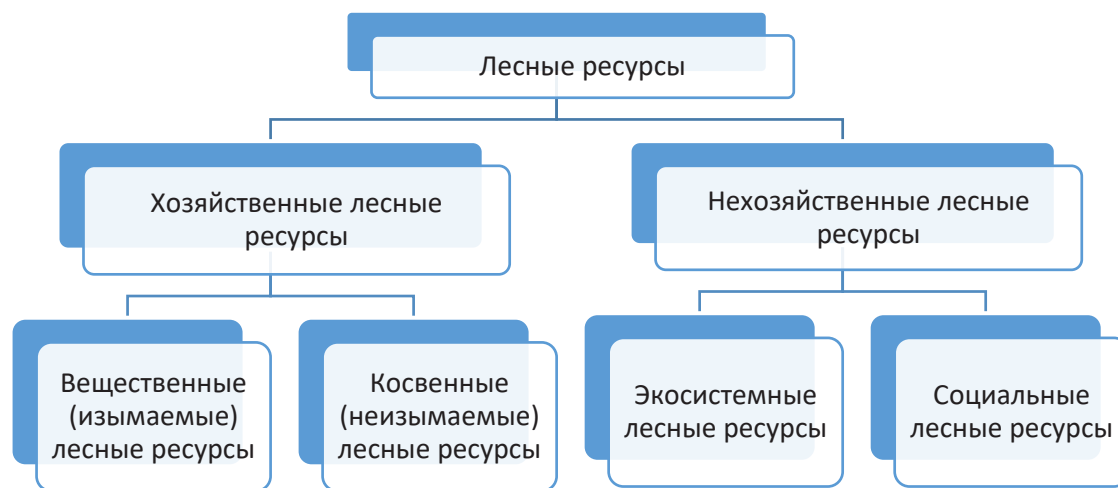 Лесные ресурсы
Хозяйственные лесные
ресурсы
Нехозяйственные лесные
ресурсы
Вещественные
(изымаемые)
лесные ресурсы
Косвенные
(неизымаемые)
лесные ресурсы
Экосистемные
лесные ресурсы
Социальные
лесные ресурсы